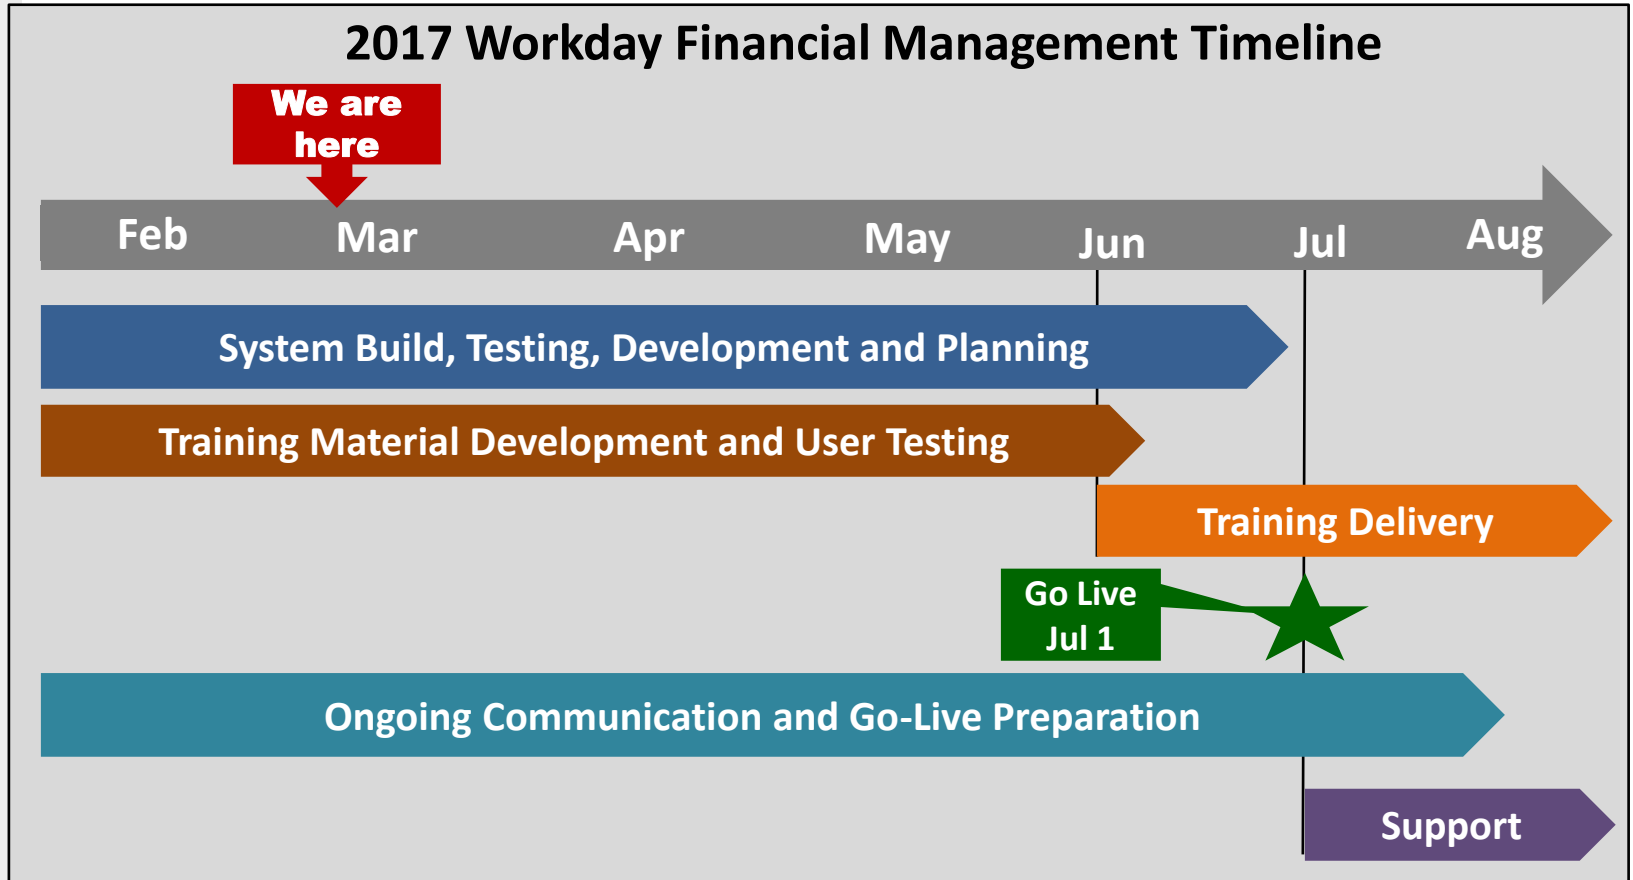 2017 Workday Financial Management Timeline
We are
here
Feb Mar Apr May Jun Jul Aug
System Build, Testing, Development and Planning
Training Material Development and User Testing
Training Delivery
Go Live
Jul 1
Ongoing Communication and Go-Live Preparation
Support